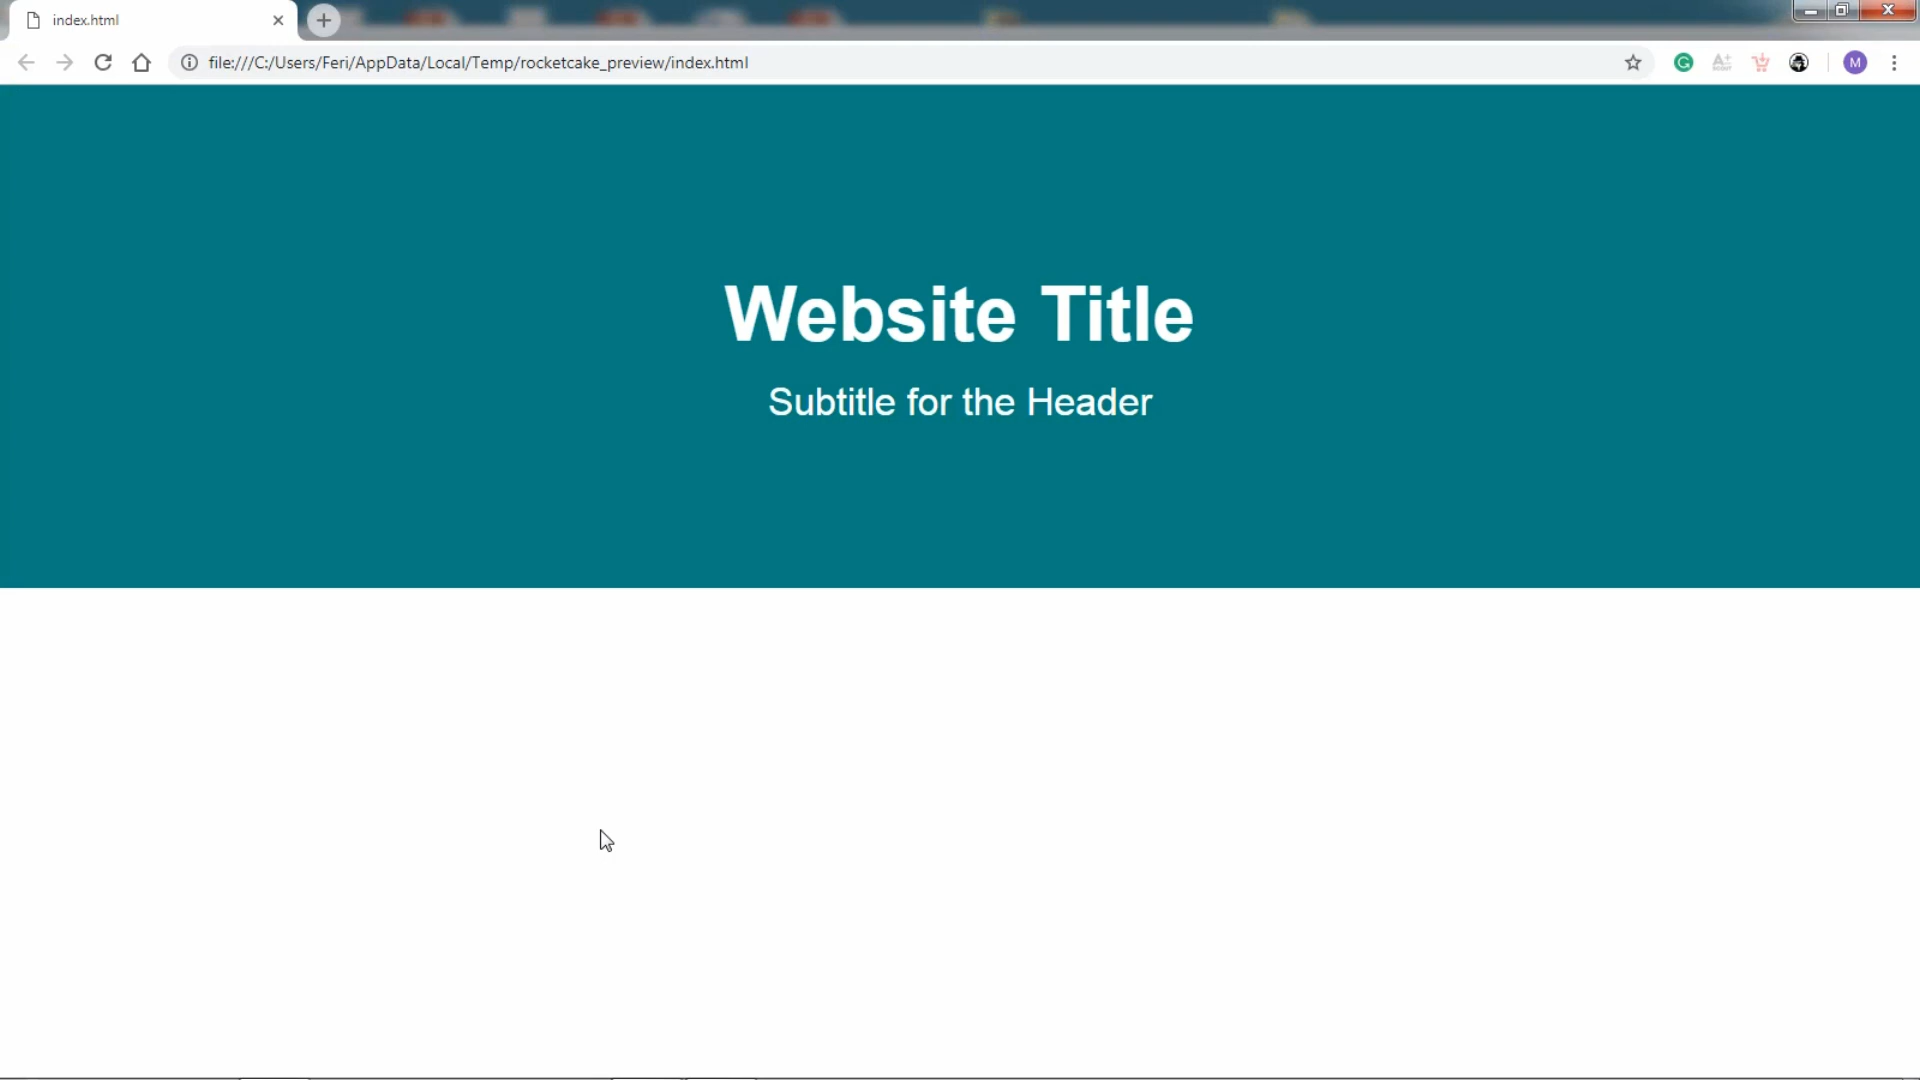 index.html
file:///C:/Users/Feri/AppData/Local/Temp/rocketcake_preview/index.html
M
Website Title
Subtitle for the Header